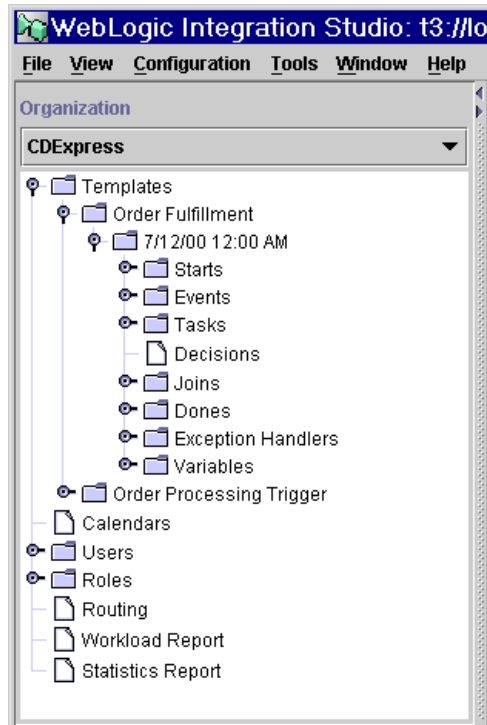 WebLogic Integration Studio: t3://lo
File View Configuration Tools Window Help
Organization
CDExpress
Templates
Order Fulfillment
7/12/00 12:00 AM
Starts
Events
Tasks
Decisions
Joins
Dones
Exception Handlers
Variables
Order Processing Trigger
Calendars
Users
Roles
Routing
Workload Report
Statistics Report